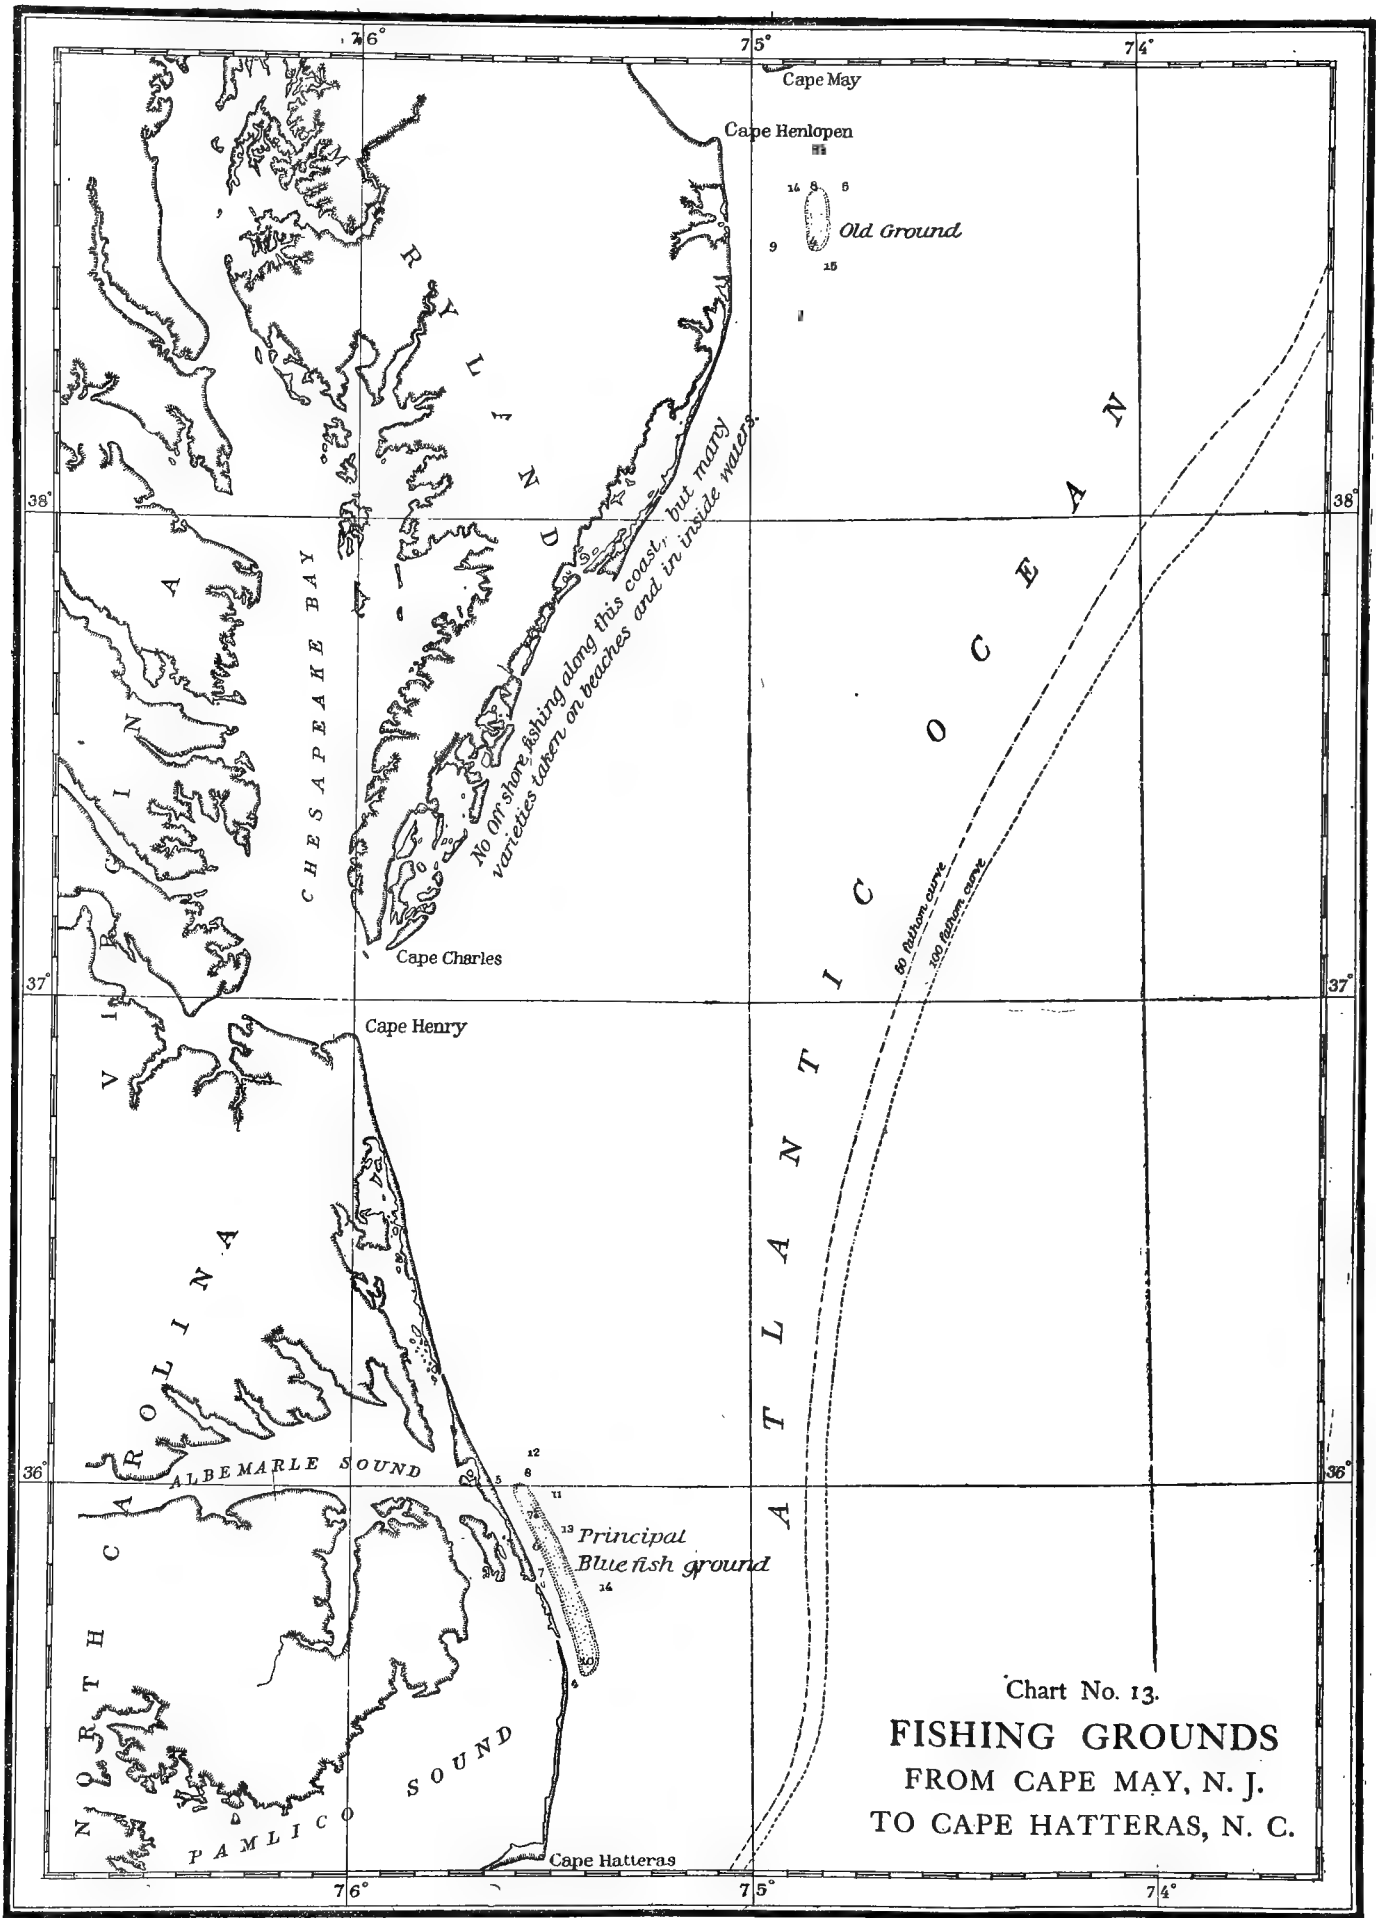 76°
75°
74°
Cape May
Cape Henlopen
14 8 6
Old Ground
9
15
MARYLAND
38°
38°
No off shore fishing along this coast, but many
varieties taken on beaches and in inside waters.
CHESAPEAKE BAY
VIRGINIA
ATLANTIC OCEAN
60 fathom curve
100 fathom curve
Cape Charles
37°
37°
Cape Henry
NORTH CAROLINA
ALBEMARLE SOUND
36°
36°
12
8
5
11
13
Principal
Bluefish ground
7
14
10
PAMLICO SOUND
Cape Hatteras
Chart No. 13.
FISHING GROUNDS
FROM CAPE MAY, N. J.
TO CAPE HATTERAS, N. C.
76°
75°
74°